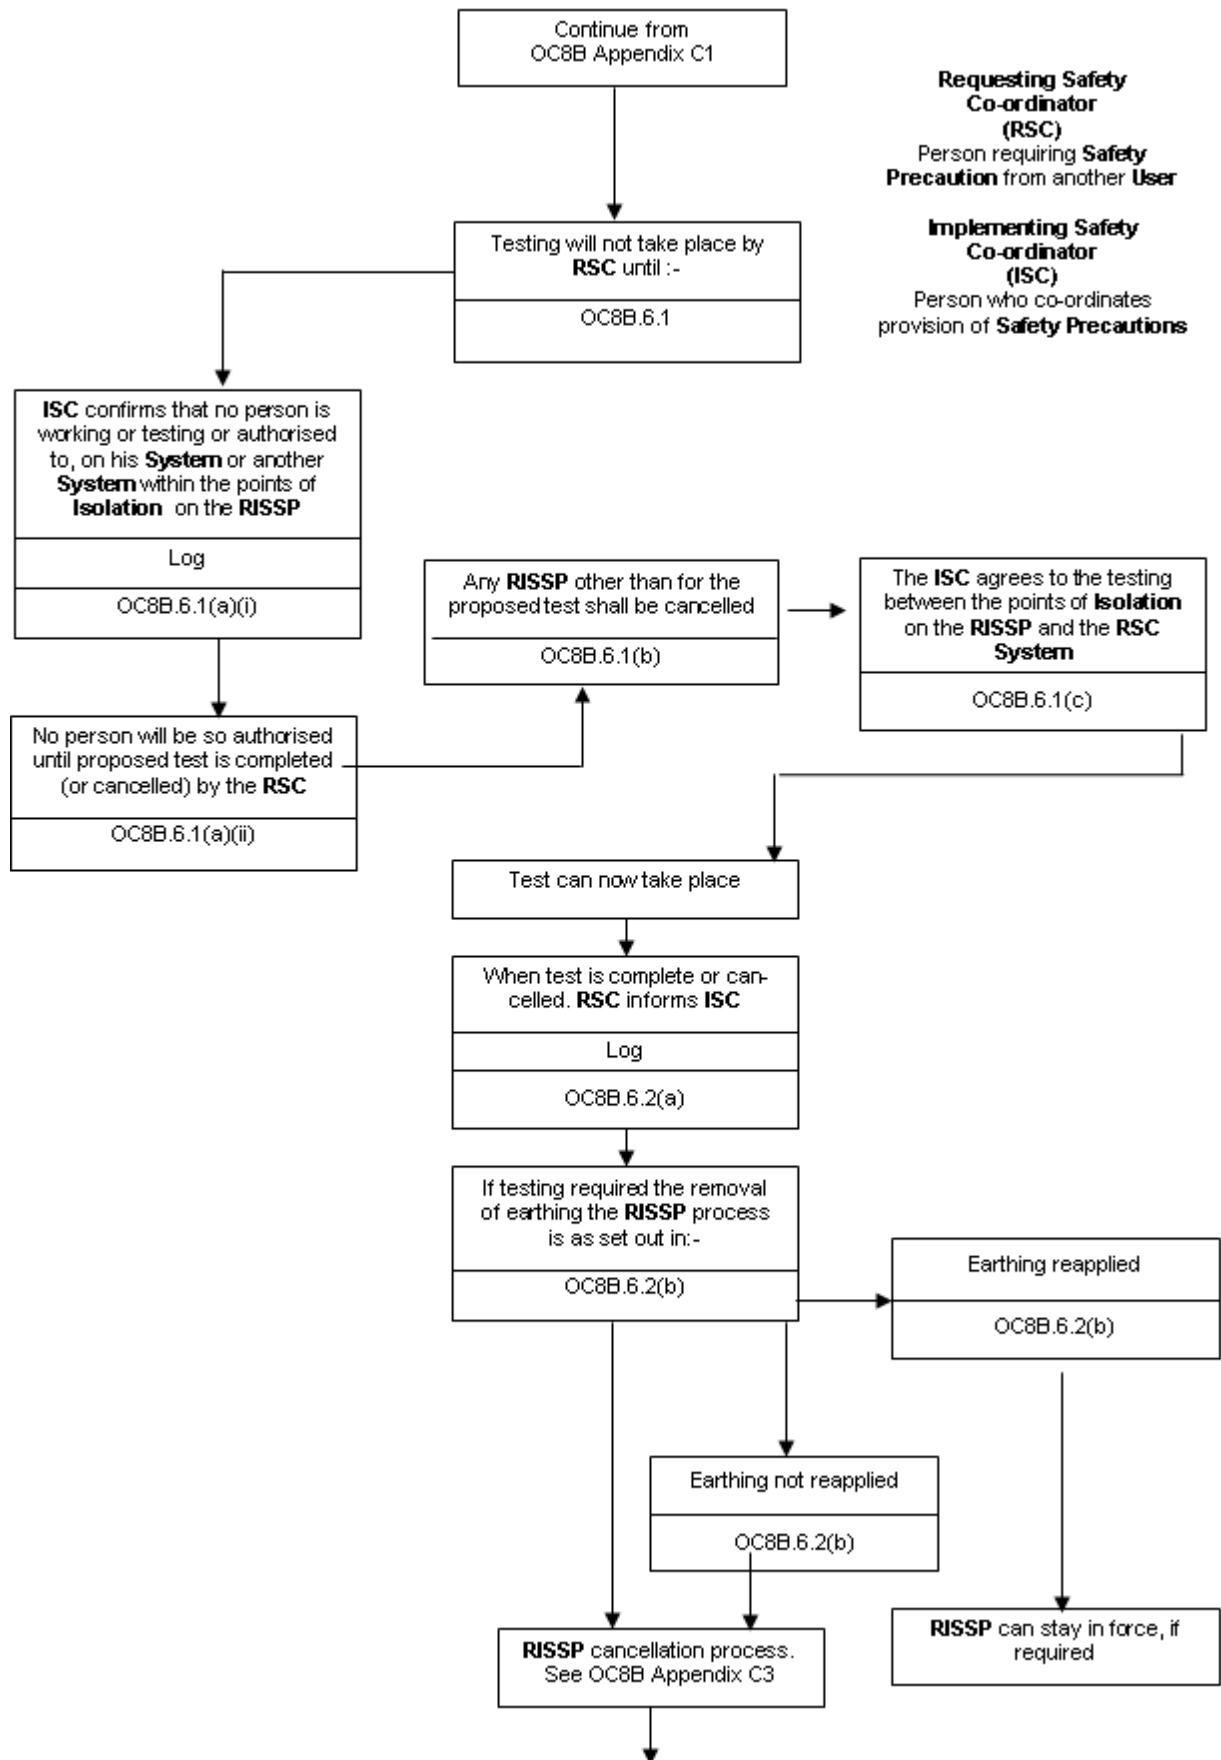 Continue from
OC8B Appendix C1
Requesting Safety
Co-ordinator
(RSC)
Person requiring Safety
Precaution from another User
Implementing Safety
Co-ordinator
(ISC)
Person who co-ordinates
provision of Safety Precautions
Testing will not take place by
RSC until :-
OC8B.6.1
ISC confirms that no person is
working or testing or authorised
to, on his System or another
System within the points of
Isolation on the RISSP
Log
OC8B.6.1(a)(i)
No person will be so authorised
until proposed test is completed
(or cancelled) by the RSC
OC8B.6.1(a)(ii)
Any RISSP other than for the
proposed test shall be cancelled
OC8B.6.1(b)
The ISC agrees to the testing
between the points of Isolation
on the RISSP and the RSC
System
OC8B.6.1(c)
Test can now take place
When test is complete or can-
celled. RSC informs ISC
Log
OC8B.6.2(a)
If testing required the removal
of earthing the RISSP process
is as set out in:-
OC8B.6.2(b)
Earthing reapplied
OC8B.6.2(b)
Earthing not reapplied
OC8B.6.2(b)
RISSP can stay in force, if
required
RISSP cancellation process.
See OC8B Appendix C3